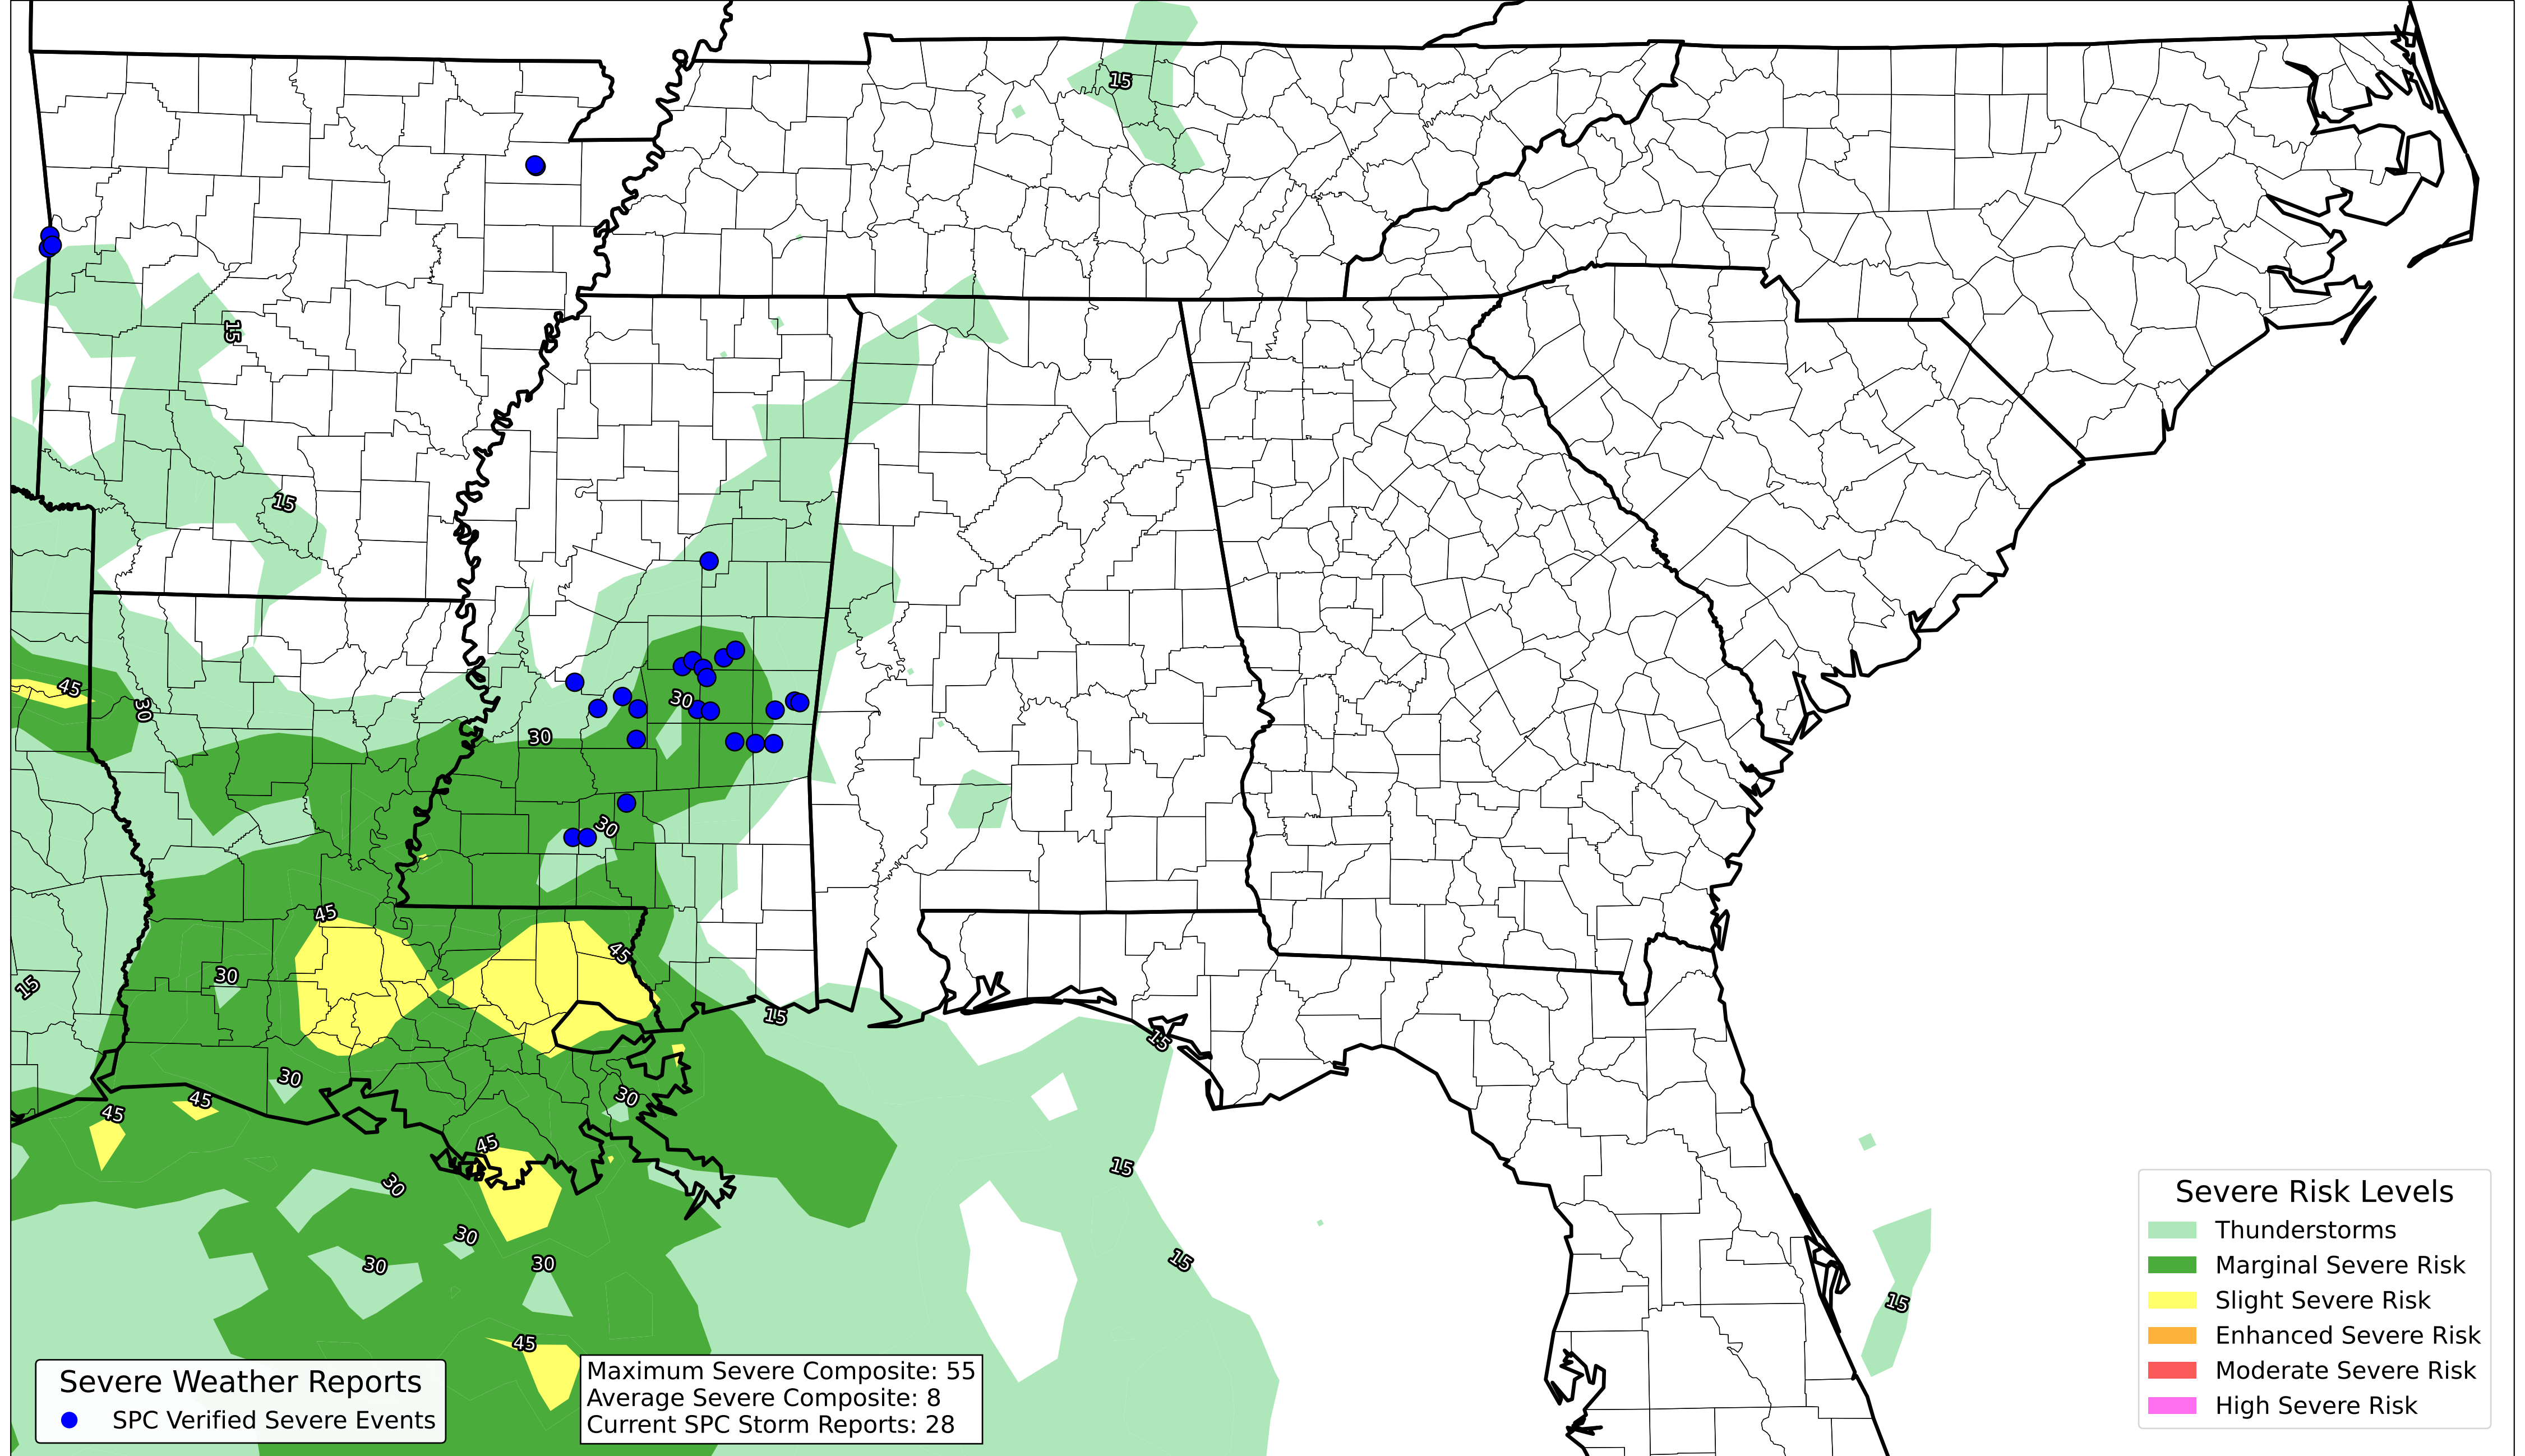 15
15
15
45
30
30
30
30
45
45
30
15
15
15
30
45
45
30
45
15
30
30
30
30
15
15
45
Severe Weather Reports
SPC Verified Severe Events
Maximum Severe Composite: 55
Average Severe Composite: 8
Current SPC Storm Reports: 28
Severe Risk Levels
Thunderstorms
Marginal Severe Risk
Slight Severe Risk
Enhanced Severe Risk
Moderate Severe Risk
High Severe Risk